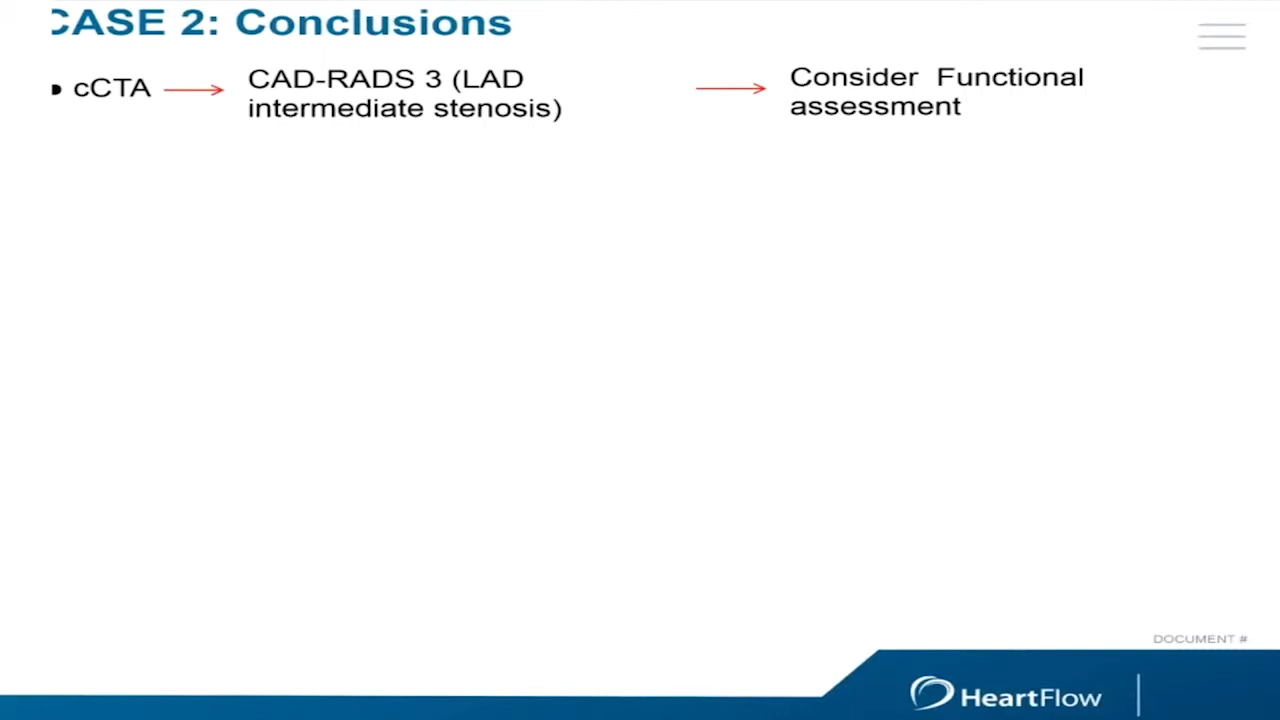 CASE 2: Conclusions
• cCTA
CAD-RADS 3 (LAD
intermediate stenosis)
Consider Functional
assessment
DOCUMENT #
HeartFlow